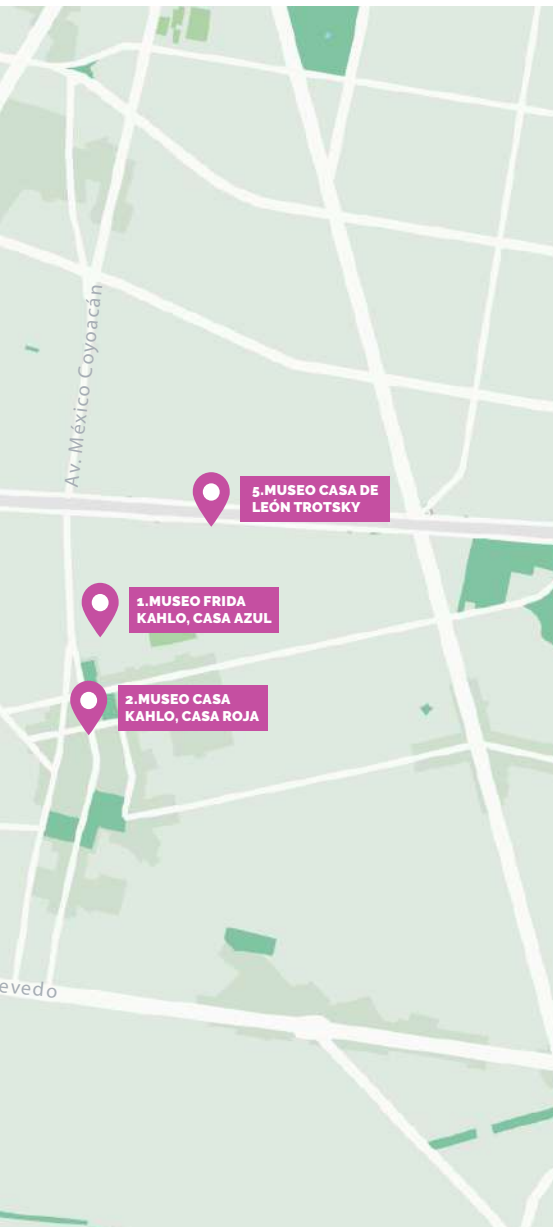 Av. México Coyoacán
5.MUSEO CASA DE
LEÓN TROTSKY
1.MUSEO FRIDA
KAHLO, CASA AZUL
2.MUSEO CASA
KAHLO, CASA ROJA
evedo